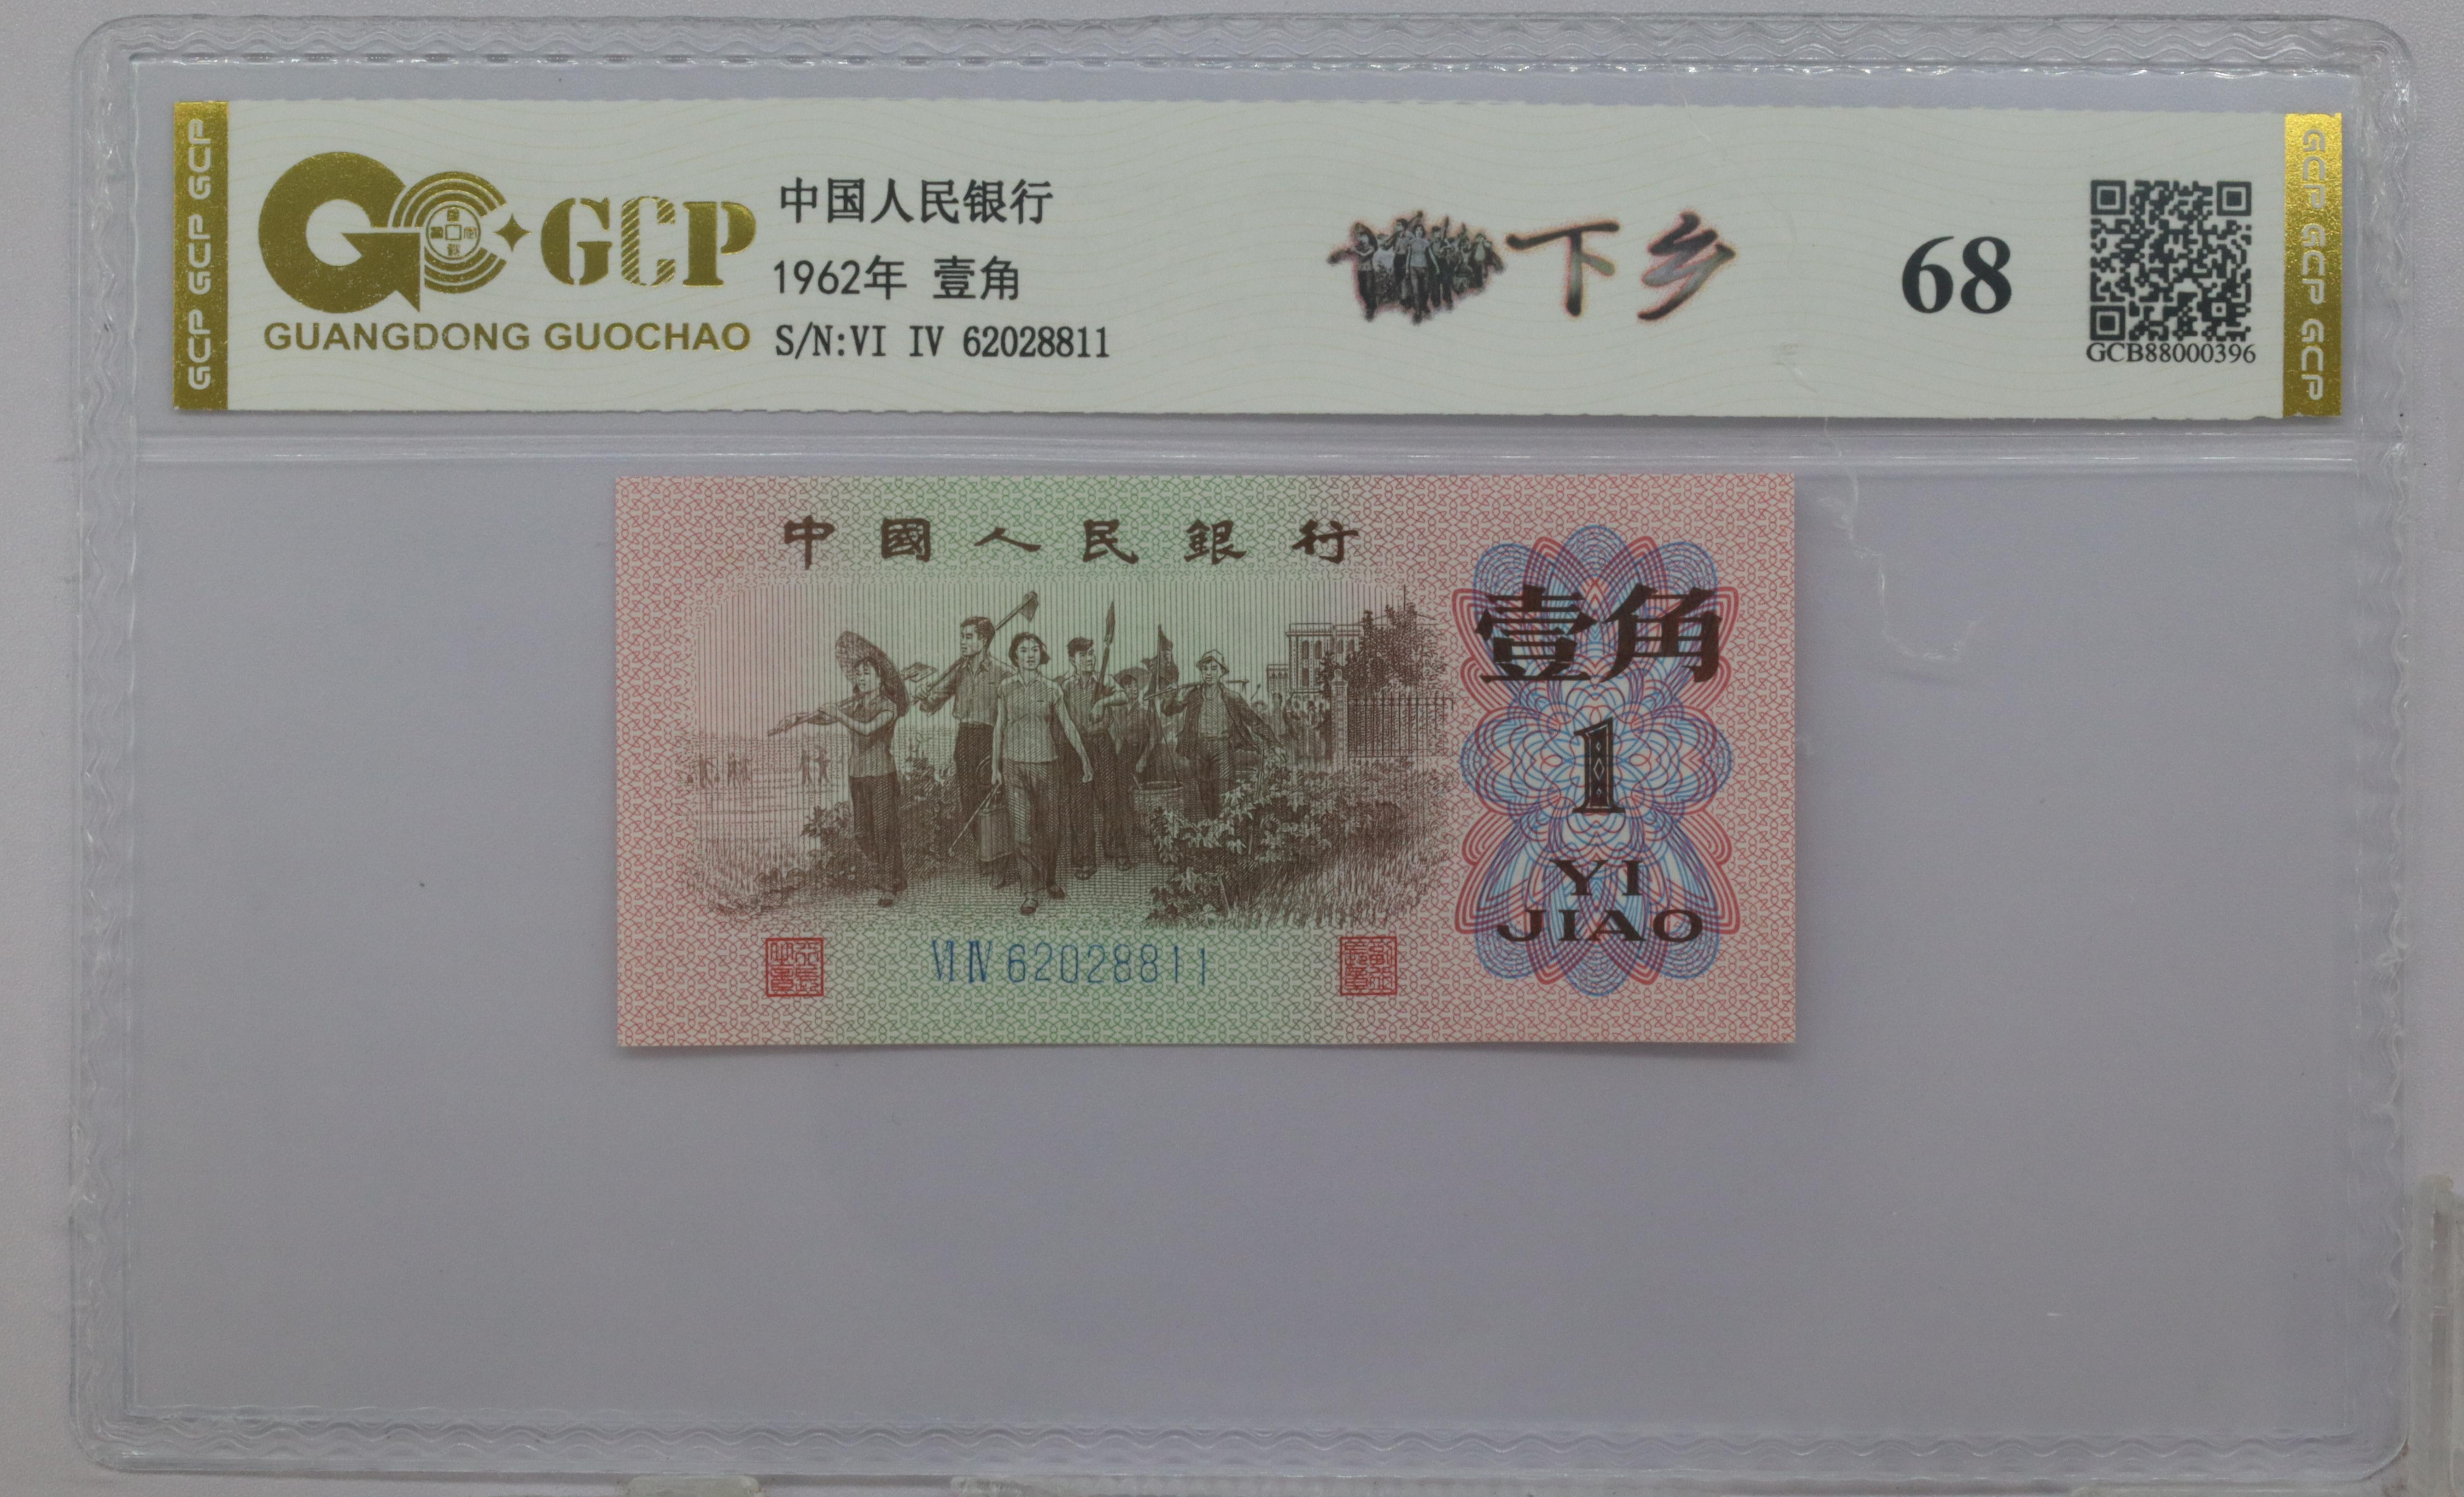 GCP GCP GCP
GCP
GUANGDONG GUOCHAO
中国人民银行
1962年 壹角
S/N:VI IV 62028811
下乡
68
GCB88000396
GCP GCP GCP
中國人民銀行
壹角
1
YI
JIAO
VI IV 62028811